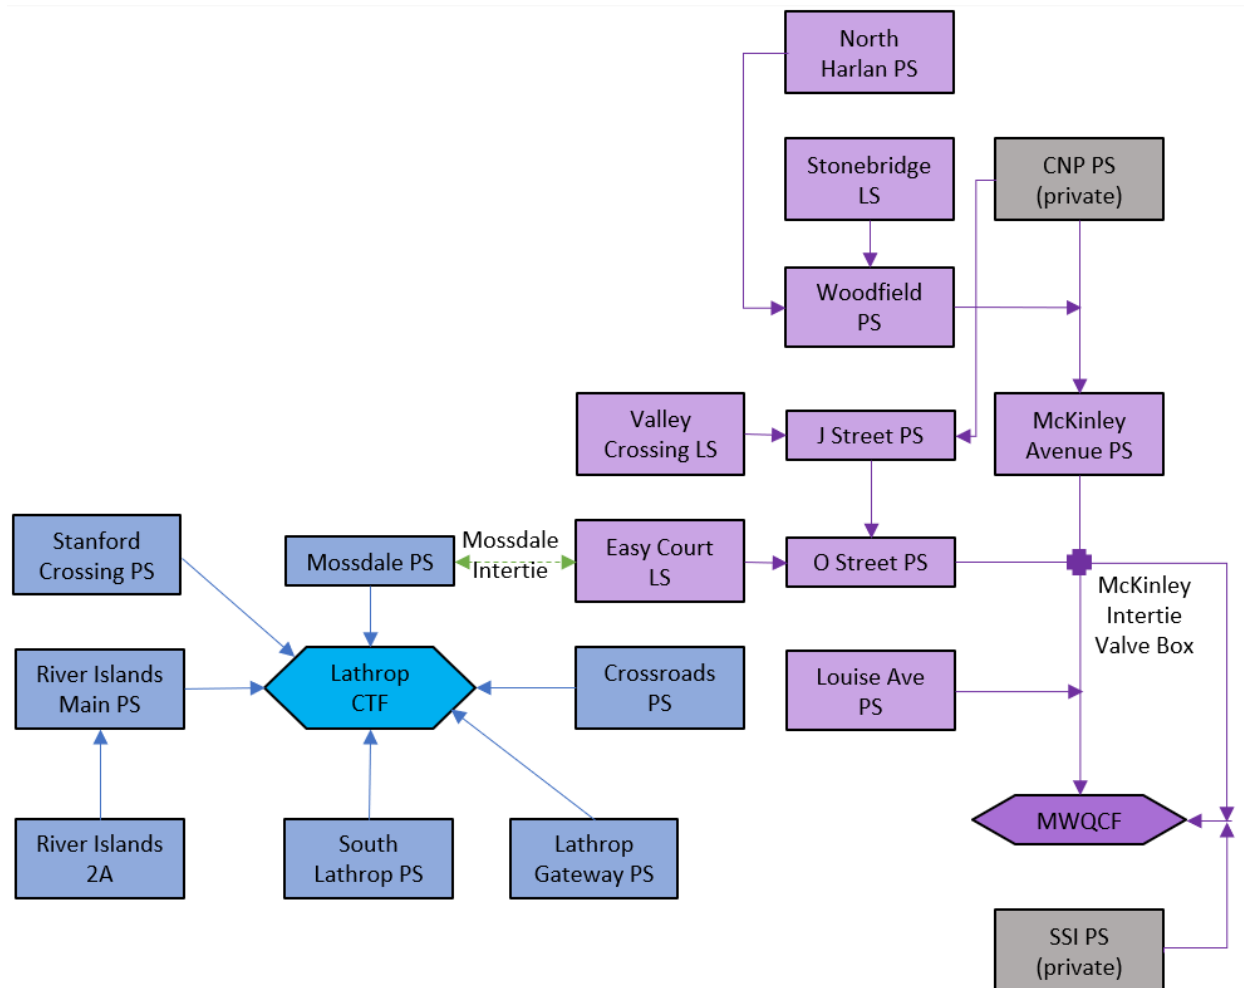 North
Harlan PS
Stonebridge
LS
CNP PS
(private)
Woodfield
PS
Valley
Crossing LS
J Street PS
McKinley
Avenue PS
Stanford
Crossing PS
Mossdale PS
Mossdale
Intertie
Easy Court
LS
O Street PS
McKinley
Intertie
Valve Box
River Islands
Main PS
Lathrop
CTF
Crossroads
PS
Louise Ave
PS
MWQCF
River Islands
2A
South
Lathrop PS
Lathrop
Gateway PS
SSI PS
(private)